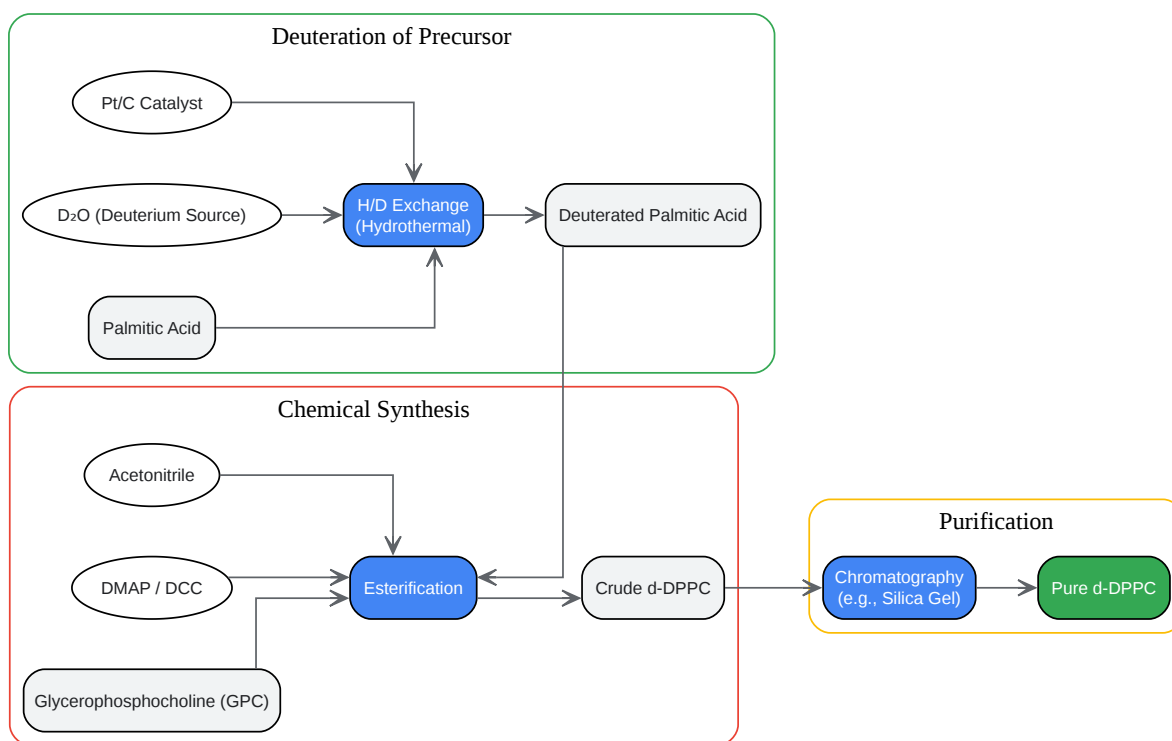 Deuteration of Precursor
Pt/C Catalyst
D₂O (Deuterium Source)
H/D Exchange
(Hydrothermal)
Deuterated Palmitic Acid
Palmitic Acid
Chemical Synthesis
Acetonitrile
DMAP / DCC
Esterification
Crude d-DPPC
Glycerophosphocholine (GPC)
Purification
Chromatography
(e.g., Silica Gel)
Pure d-DPPC